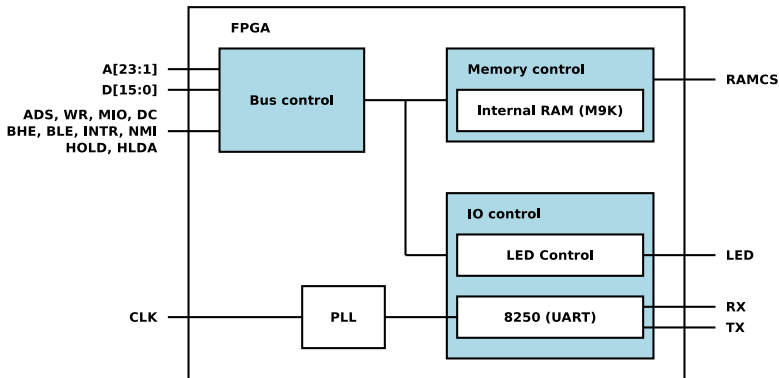 FPGA
A[23:1]
D[15:0]
ADS, WR, MIO, DC
BHE, BLE, INTR, NMI
HOLD, HLDA
Bus control
Memory control
Internal RAM (M9K)
RAMCS
IO control
LED Control
LED
CLK
PLL
8250 (UART)
RX
TX